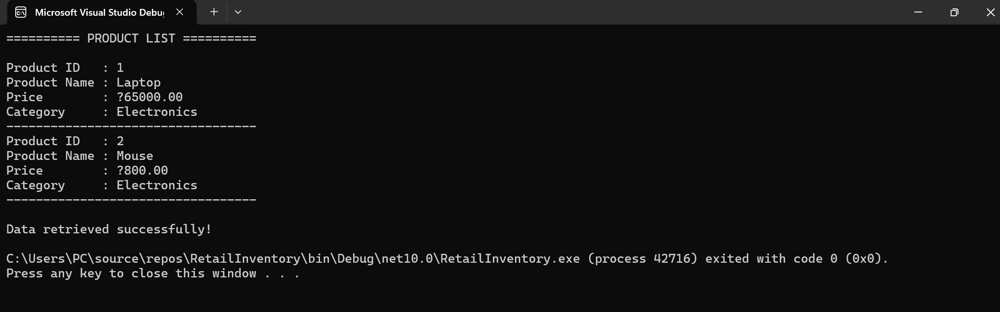 Microsoft Visual Studio Debu
========== PRODUCT LIST ==========
Product ID   : 1
Product Name : Laptop
Price        : ?65000.00
Category     : Electronics
----------------------------------
Product ID   : 2
Product Name : Mouse
Price        : ?800.00
Category     : Electronics
----------------------------------
Data retrieved successfully!
C:\Users\PC\source\repos\RetailInventory\bin\Debug\net10.0\RetailInventory.exe (process 42716) exited with code 0 (0x0).
Press any key to close this window . . .